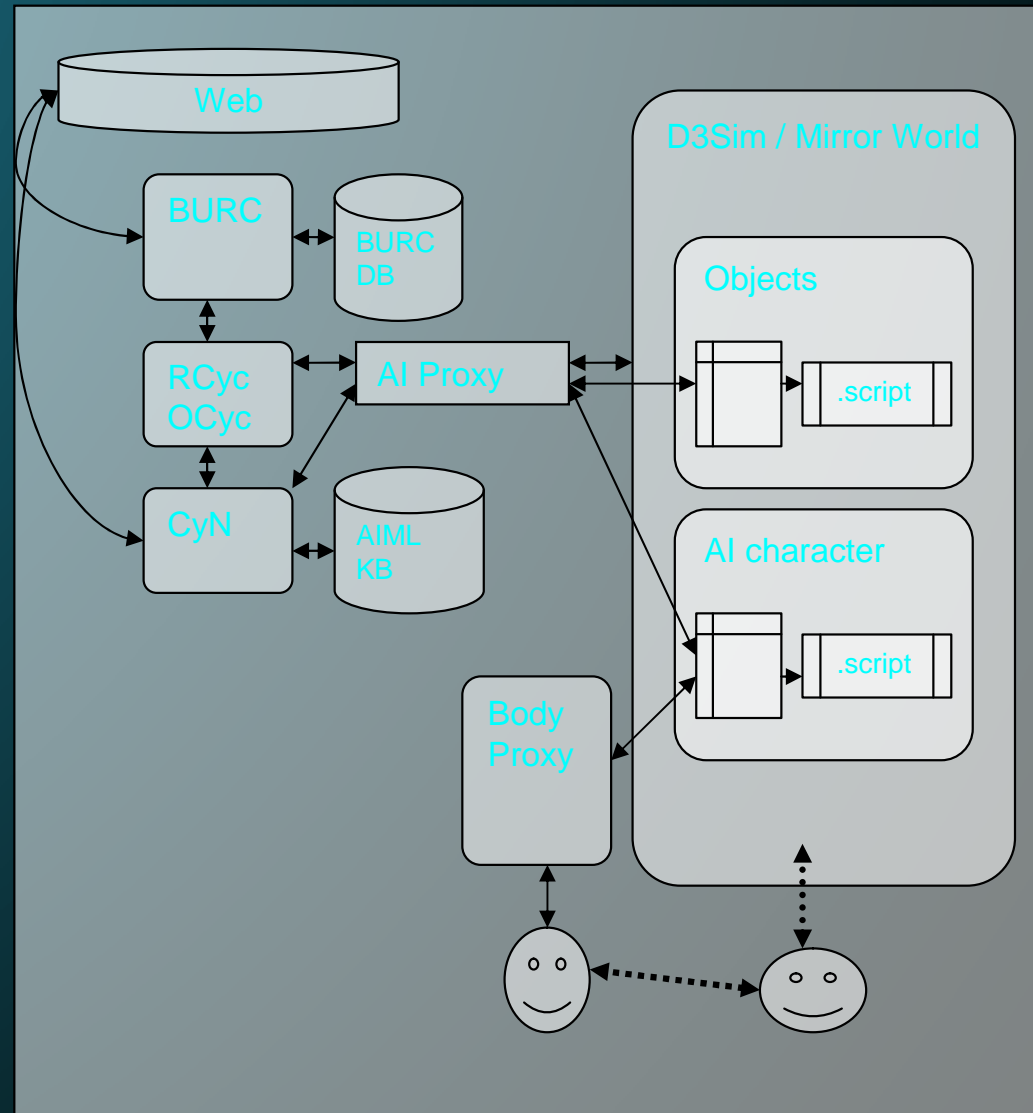 Web
D3Sim / Mirror World
BURC
BURC
DB
Objects
RCyc
OCyc
AI Proxy
.script
CyN
AIML
KB
AI character
.script
Body
Proxy